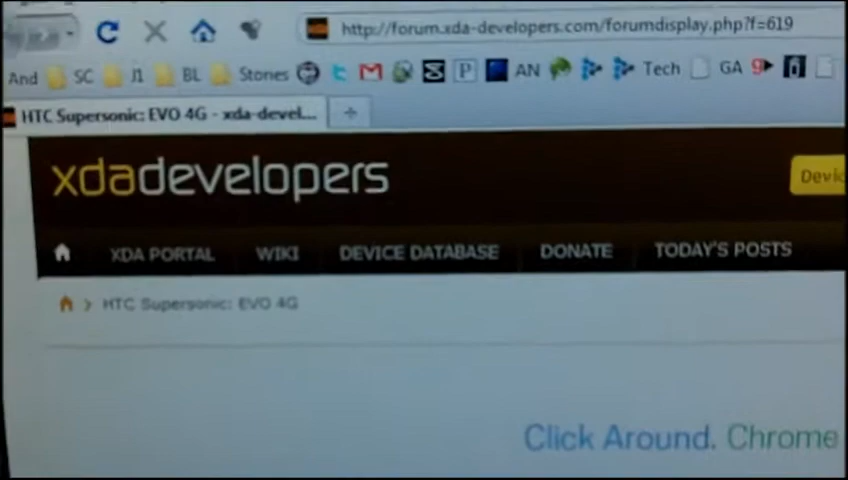 http://forum.xda-developers.com/forumdisplay.php?f=619
And SC J1 BL Stories P AN Tech GA g
HTC Supersonic: EVO 4G - xda-devel...
xdadevelopers
XDA PORTAL WIKI DEVICE DATABASE DONATE TODAY'S POSTS
HTC Supersonic: EVO 4G
Click Around. Chrome